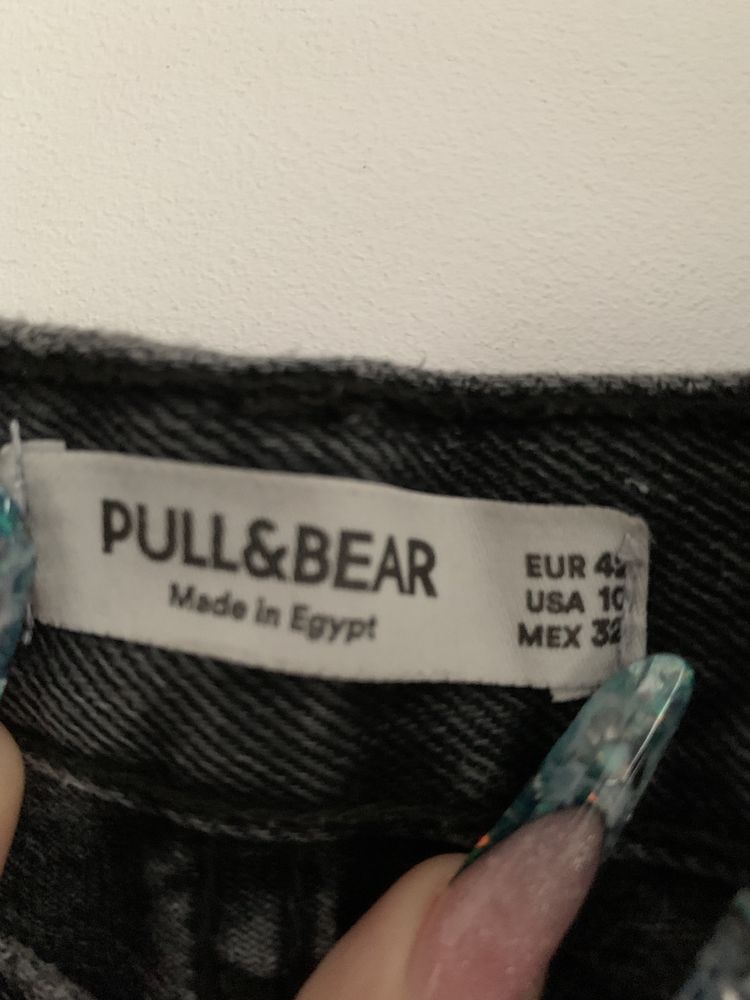 PULL&BEAR
Made in Egypt
EUR 42
USA 10
MEX 32